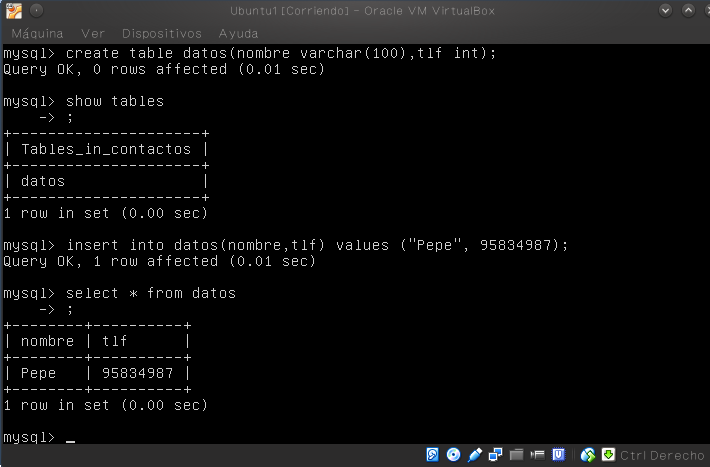 Ubuntu1 [Corriendo] - Oracle VM VirtualBox
Máquina Ver Dispositivos Ayuda
mysql> create table datos(nombre varchar(100),tlf int);
Query OK, 0 rows affected (0.01 sec)
mysql> show tables
    -> ;
+---------------------+
| Tables_in_contactos |
+---------------------+
| datos               |
+---------------------+
1 row in set (0.00 sec)
mysql> insert into datos(nombre,tlf) values ("Pepe", 95834987);
Query OK, 1 row affected (0.01 sec)
mysql> select * from datos
    -> ;
+--------+----------+
| nombre | tlf      |
+--------+----------+
| Pepe   | 95834987 |
+--------+----------+
1 row in set (0.00 sec)
mysql> _
Ctrl Derecho